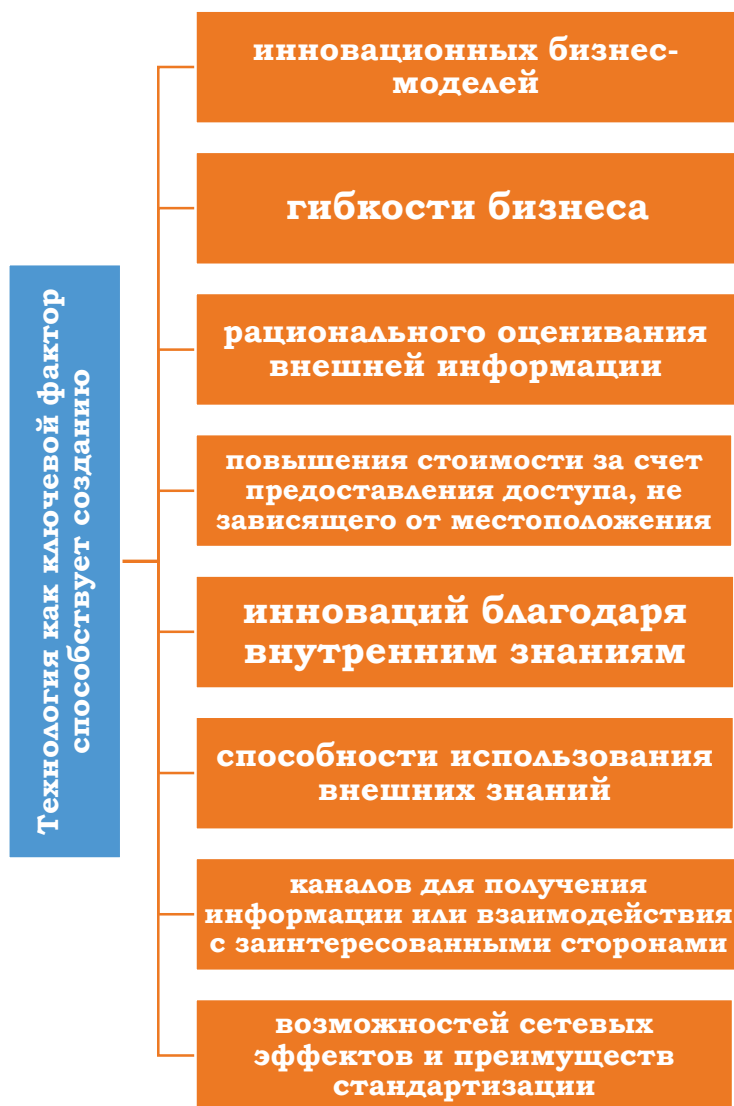 Технология как ключевой фактор
способствует созданию
инновационных бизнес-
моделей
гибкости бизнеса
рационального оценивания
внешней информации
повышения стоимости за счет
предоставления доступа, не
зависящего от местоположения
инноваций благодаря
внутренним знаниям
способности использования
внешних знаний
каналов для получения
информации или взаимодействия
с заинтересованными сторонами
возможностей сетевых
эффектов и преимуществ
стандартизации